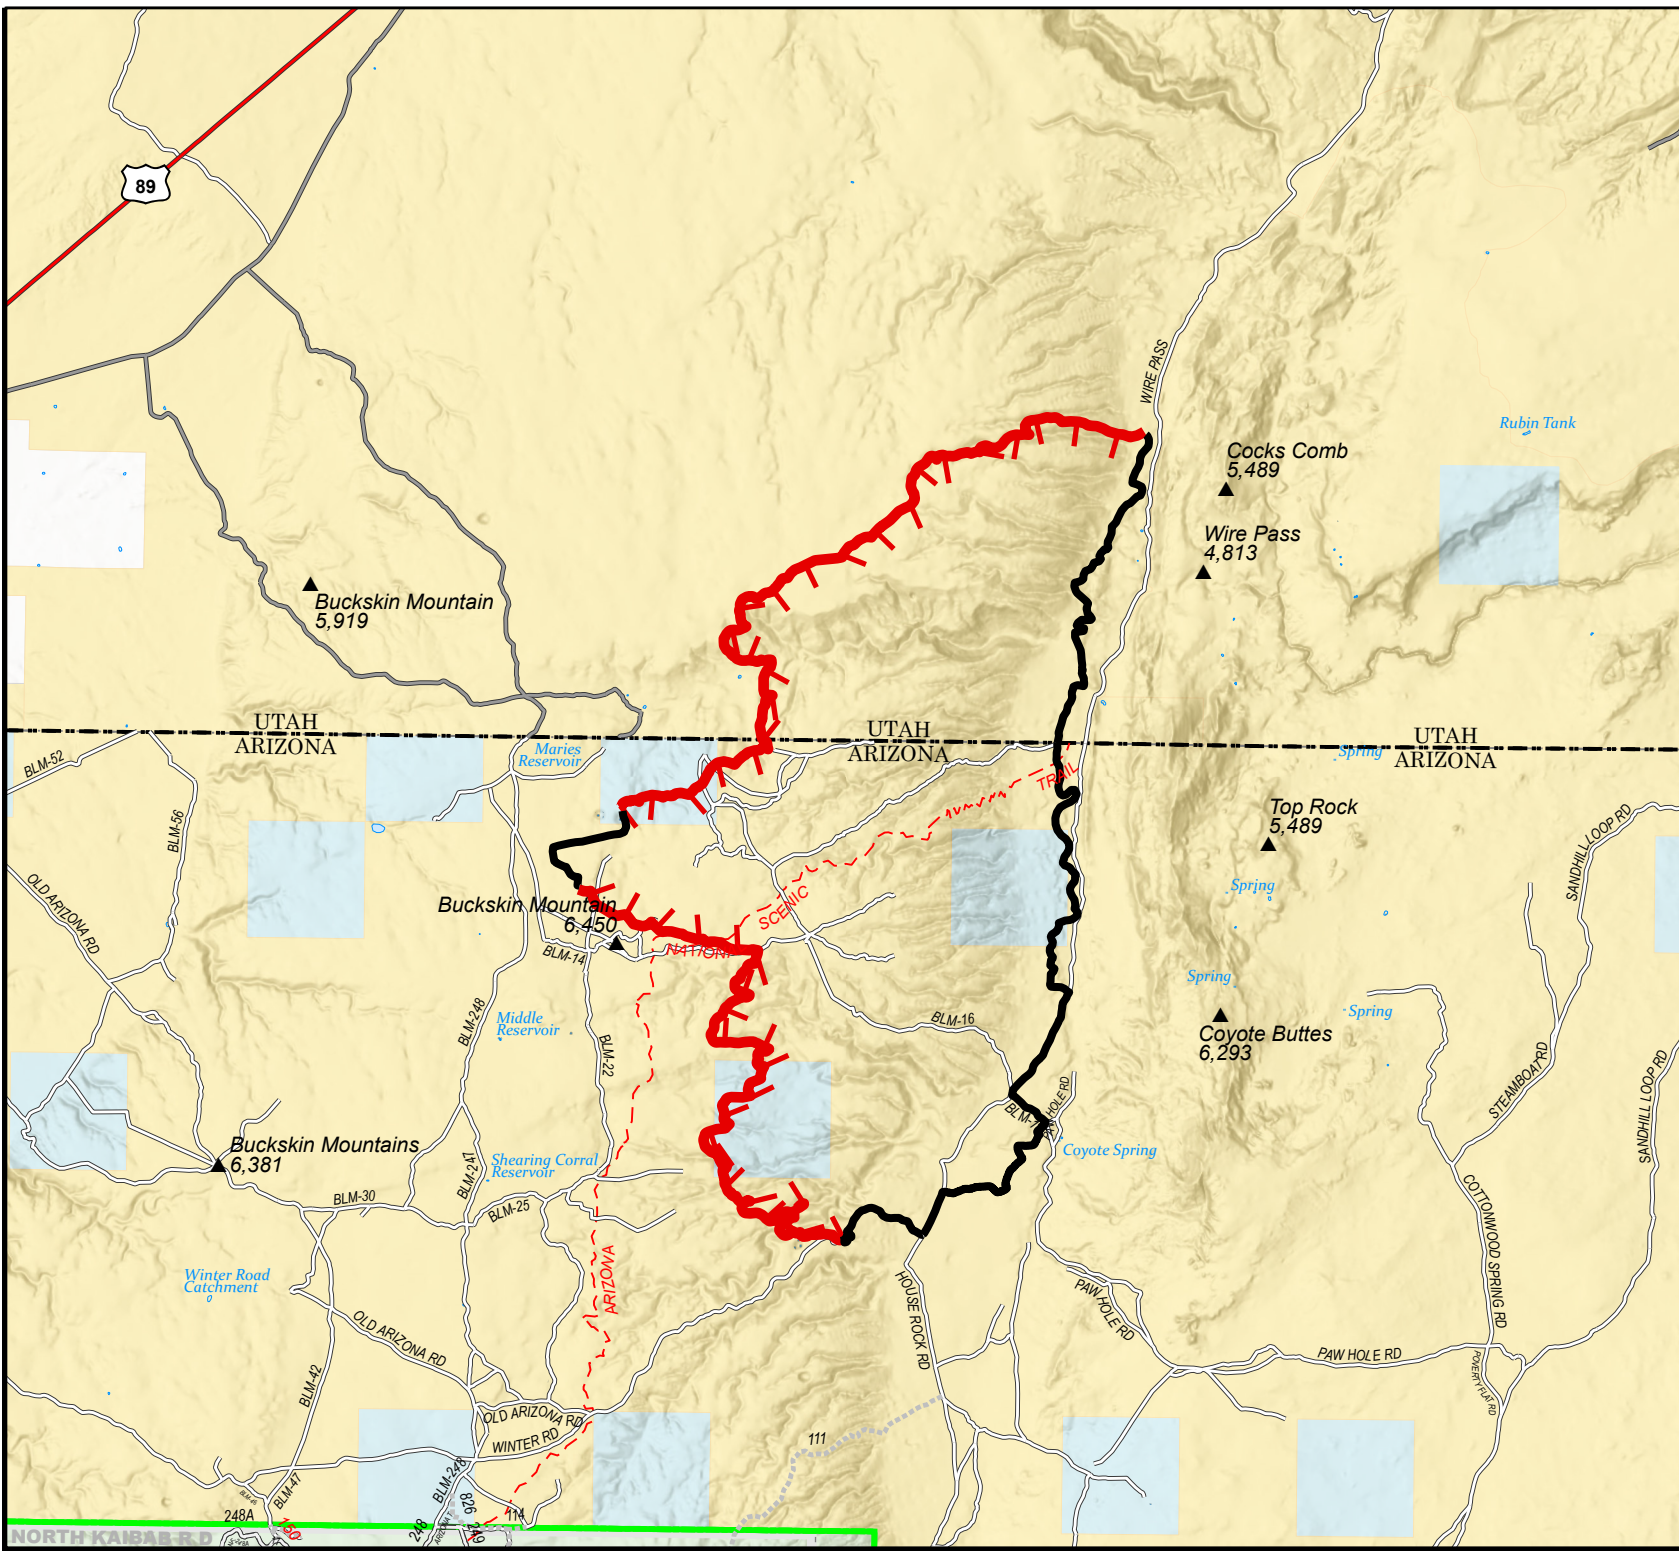 89
WIRE PASS
Rubin Tank
Cocks Comb
5,489
Wire Pass
4,813
Buckskin Mountain
5,919
UTAH
ARIZONA
UTAH
ARIZONA
UTAH
ARIZONA
BLM-52
Maries
Reservoir
Spring
TRAIL
Top Rock
5,489
SANDHILL LOOP RD
BLM-56
OLD ARIZONA RD
Spring
Buckskin Mountain
6,450
SCENIC
BLM-14
Spring
BLM-248
Middle
Reservoir
BLM-16
Spring
Coyote Buttes
6,293
BLM-22
STEAMBOAT RD
SANDHILL LOOP RD
Buckskin Mountains
6,381
Shearing Corral
Reservoir
Coyote Spring
BLM-247
BLM-30
BLM-25
COTTONWOOD SPRING RD
Winter Road
Catchment
ARIZONA
HOUSE ROCK RD
PAW HOLE RD
OLD ARIZONA RD
PAW HOLE RD
BLM-42
POVERTY FLAT RD
OLD ARIZONA RD
WINTER RD
111
BLM-47
BLM-248
248A
826
114
150
248
249
NORTH KAIBAB R.D